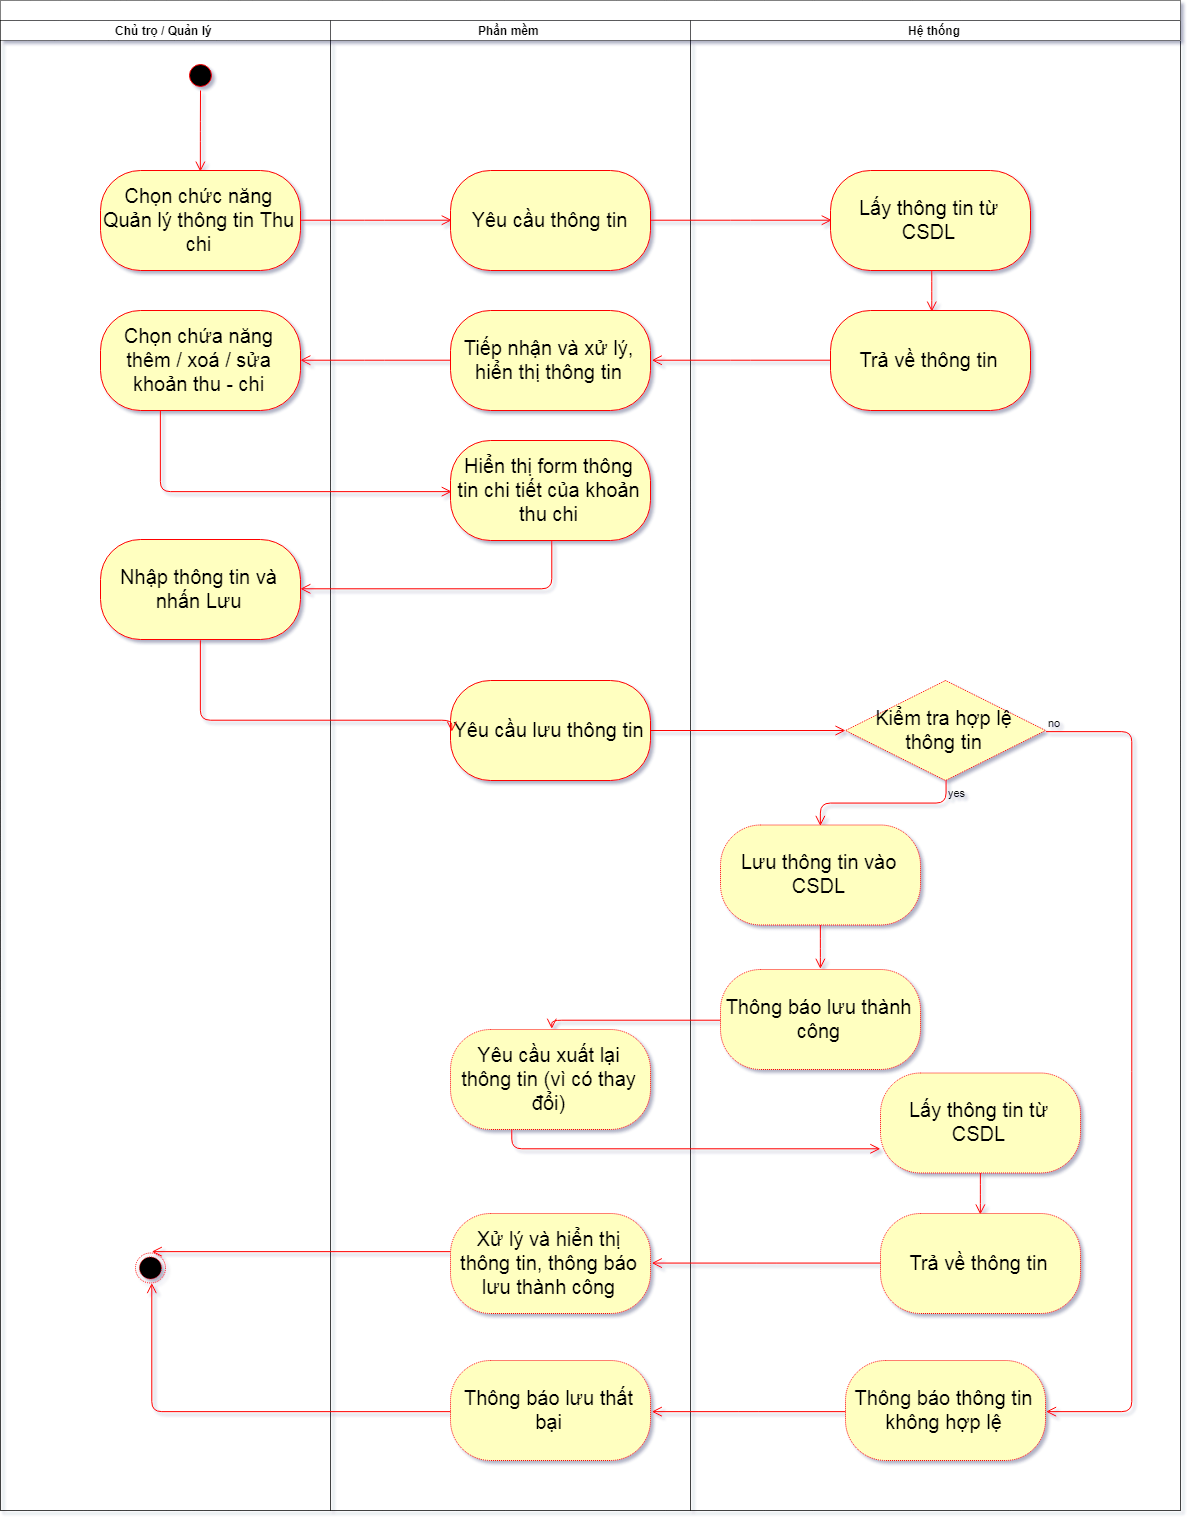 Chủ trọ / Quản lý
Phần mềm
Hệ thống
Chọn chức năng
Quản lý thông tin Thu
chi
Yêu cầu thông tin
Lấy thông tin từ
CSDL
Chọn chứa năng
thêm / xoá / sửa
khoản thu - chi
Tiếp nhận và xử lý,
hiển thị thông tin
Trả về thông tin
Hiển thị form thông
tin chi tiết của khoản
thu chi
Nhập thông tin và
nhấn Lưu
Yêu cầu lưu thông tin
Kiểm tra hợp lệ
thông tin
no
yes
Lưu thông tin vào
CSDL
Thông báo lưu thành
công
Yêu cầu xuất lại
thông tin (vì có thay
đổi)
Lấy thông tin từ
CSDL
Xử lý và hiển thị
thông tin, thông báo
lưu thành công
Trả về thông tin
Thông báo lưu thất
bại
Thông báo thông tin
không hợp lệ